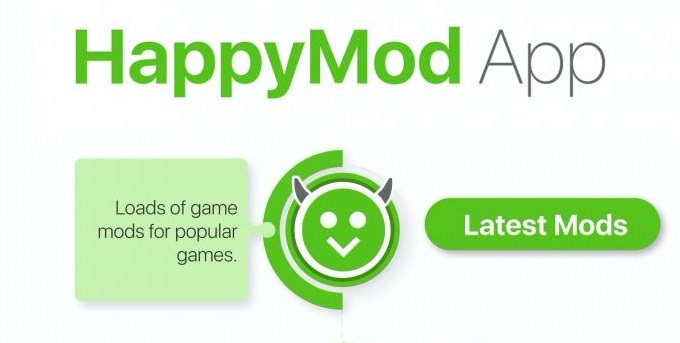 HappyMod App
Loads of game
mods for popular
games.
Latest Mods